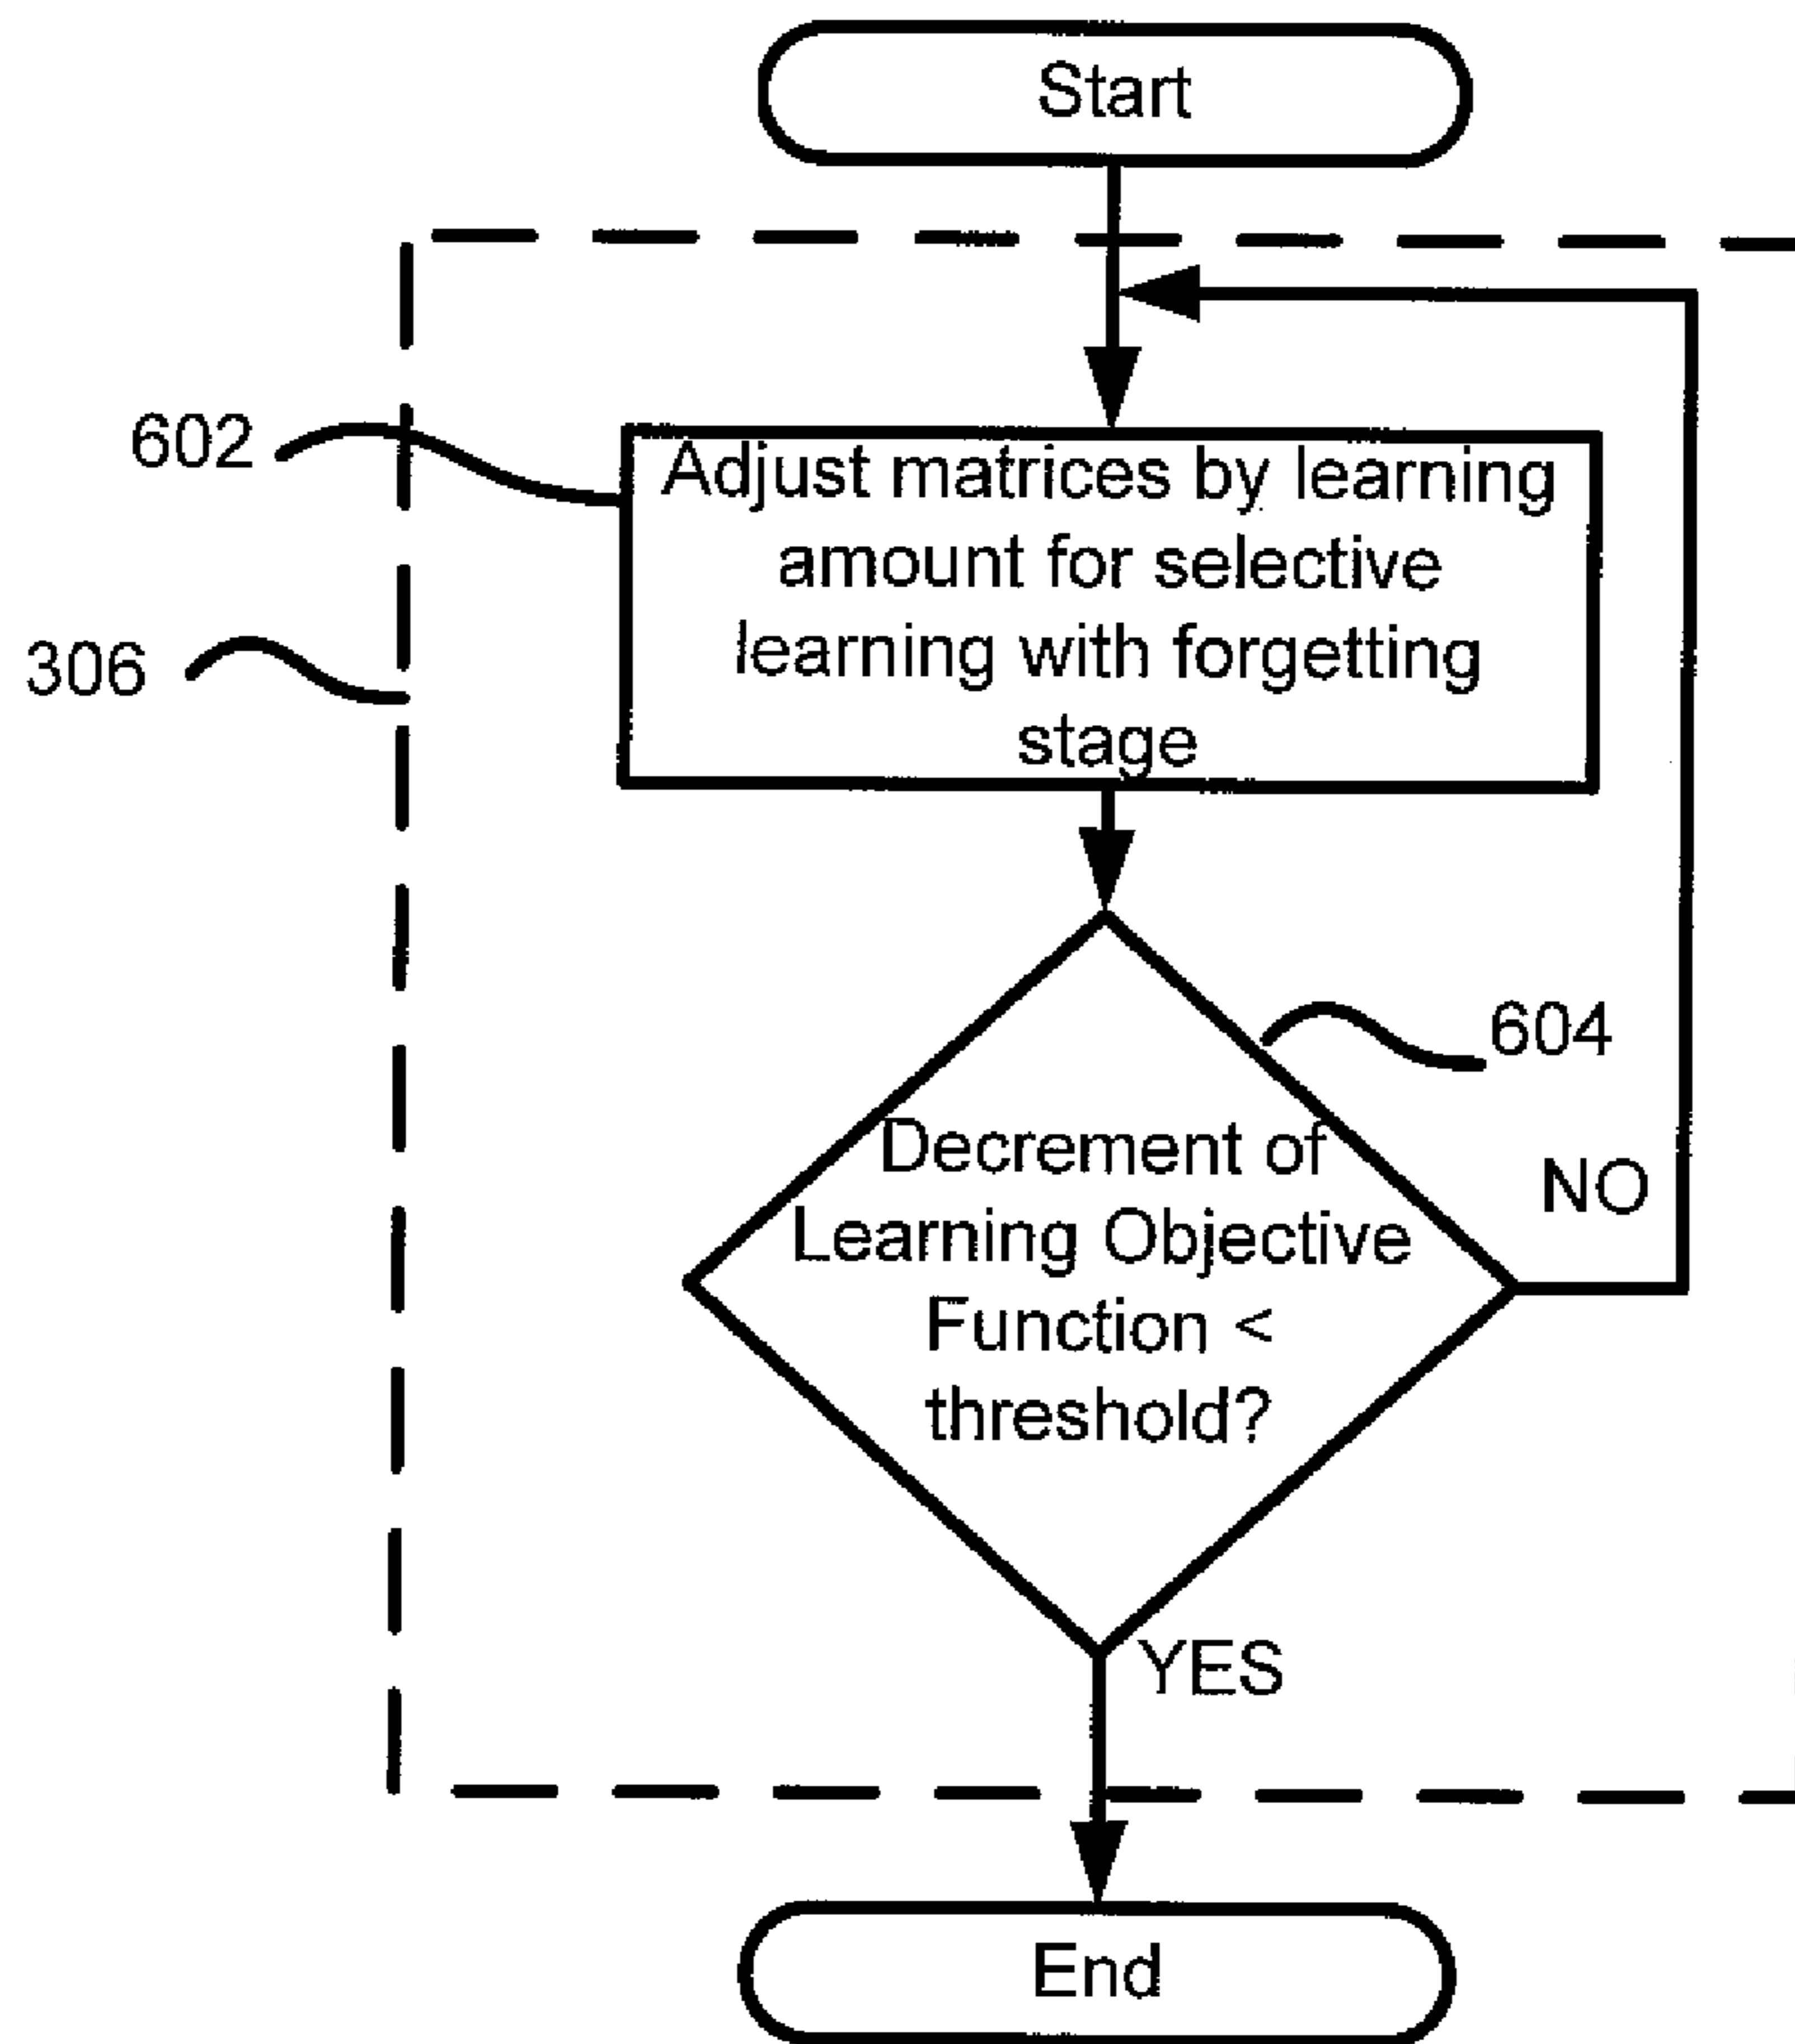 Start
602
Adjust matrices by learning
amount for selective
learning with forgetting
stage
306
604
Decrement of
Learning Objective
Function <
threshold?
NO
YES
End